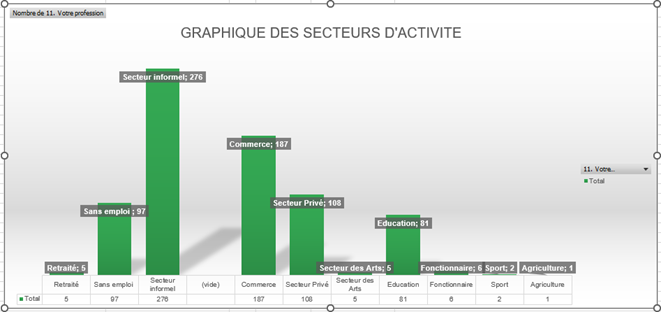 Nombre de 11. Votre profession
GRAPHIQUE DES SECTEURS D'ACTIVITE
Secteur informel; 276
Commerce; 187
Secteur Privé; 108
Sans emploi ; 97
Education; 81
Retraité; 5
Secteur des Arts; 5
Fonctionnaire; 6
Sport; 2
Agriculture; 1
11. Votre...
Total
Retraité Sans emploi Secteur informel (vide) Commerce Secteur Privé Secteur des Arts Education Fonctionnaire Sport Agriculture
Total 5 97 276 187 108 5 81 6 2 1